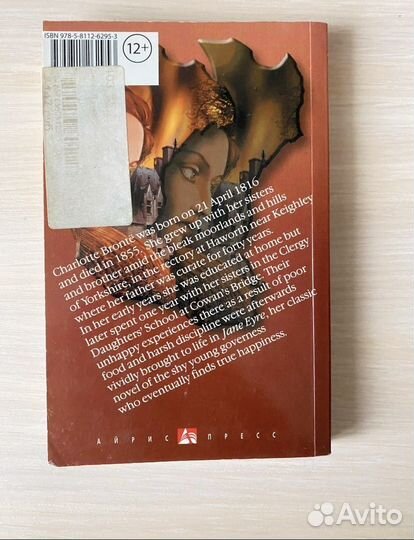 ISBN 978-5-8112-6295-3
12+
Charlotte Brontë was born on 21 April 1816
and died in 1855. She grew up with her sisters
and brother amid the bleak moorlands and hills
of Yorkshire, in the rectory at Haworth near Keighley
where her father was curate for forty years.
In her early years she was educated at home but
later spent one year with her sisters in the Clergy
Daughters' School at Cowan's Bridge. Their
unhappy experiences there as a result of poor
food and harsh discipline were afterwards
vividly brought to life in Jane Eyre, her classic
novel of the shy young governess
who eventually finds true happiness.
АЙРИС ПРЕСС
Avito